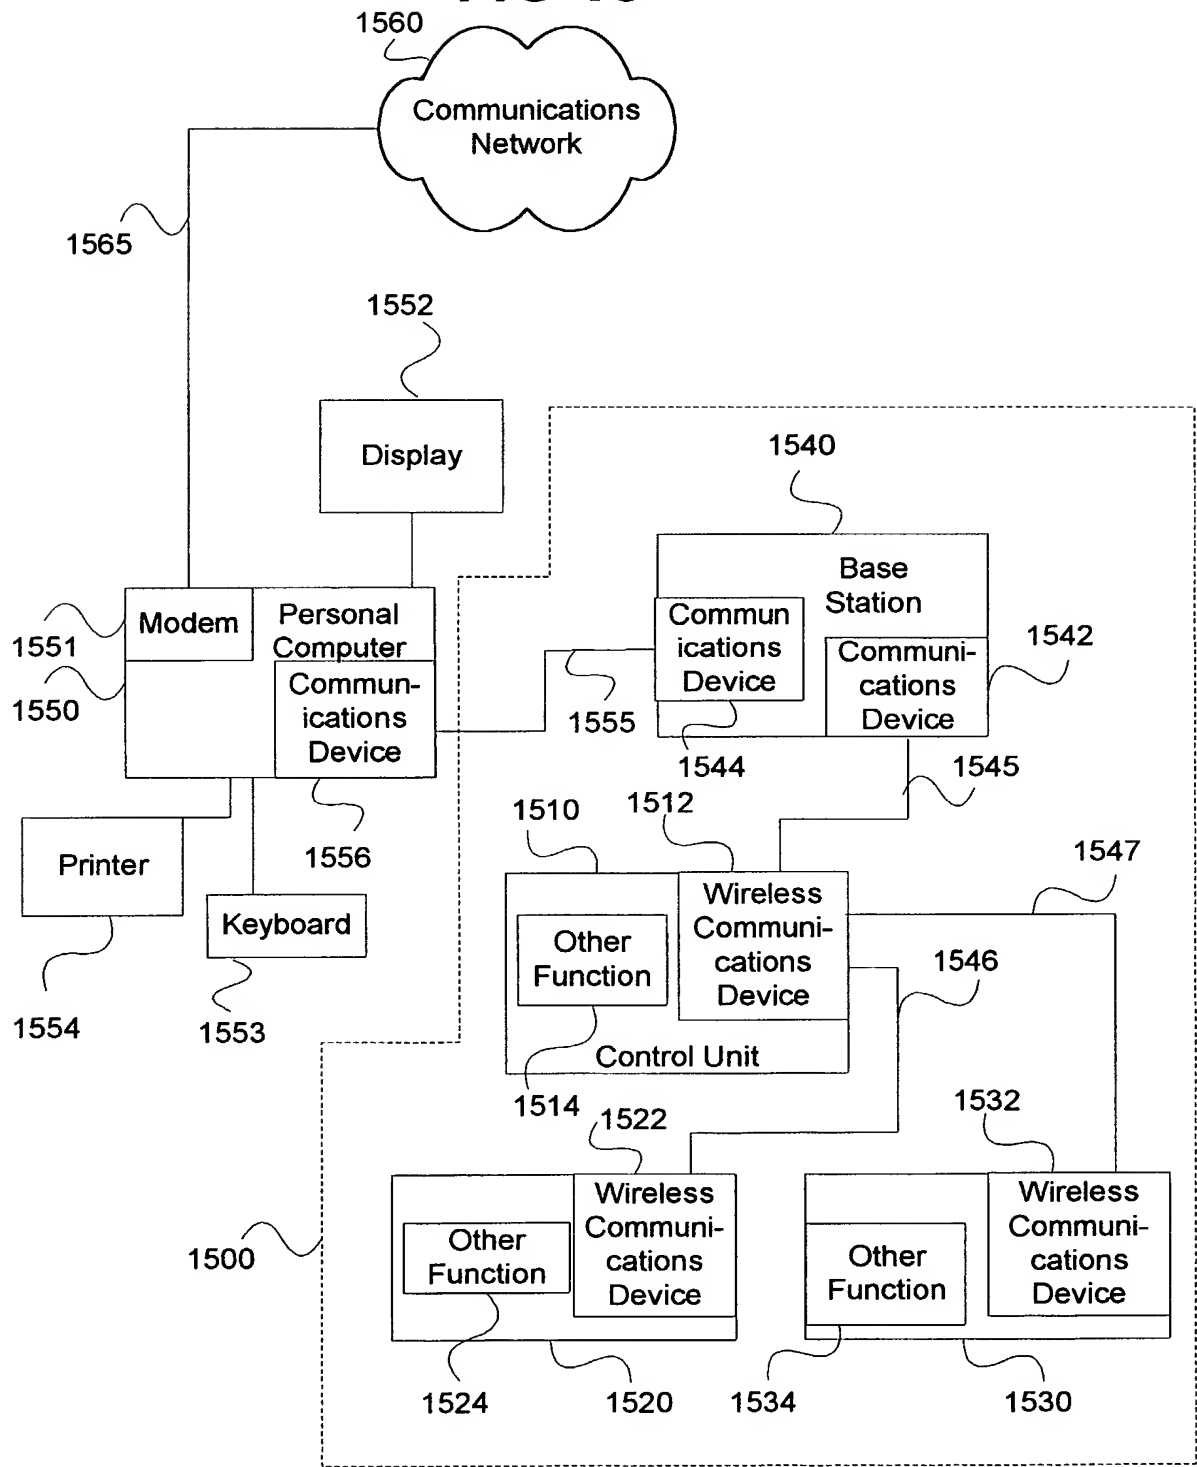 1560
Communications
Network
1565
1552
Display
1540
Base
Station
Modem
Personal
Computer
1551
1550
Commun-
ications
Device
Commun
ications
Device
Communi-
cations
Device
1542
1555
1544
1545
1556
Printer
Keyboard
1554
1553
1510
1512
1547
Wireless
Communi-
cations
Device
Other
Function
1546
Control Unit
1514
1522
1532
Wireless
Communi-
cations
Device
Other
Function
Wireless
Communi-
cations
Device
Other
Function
1500
1524
1520
1534
1530